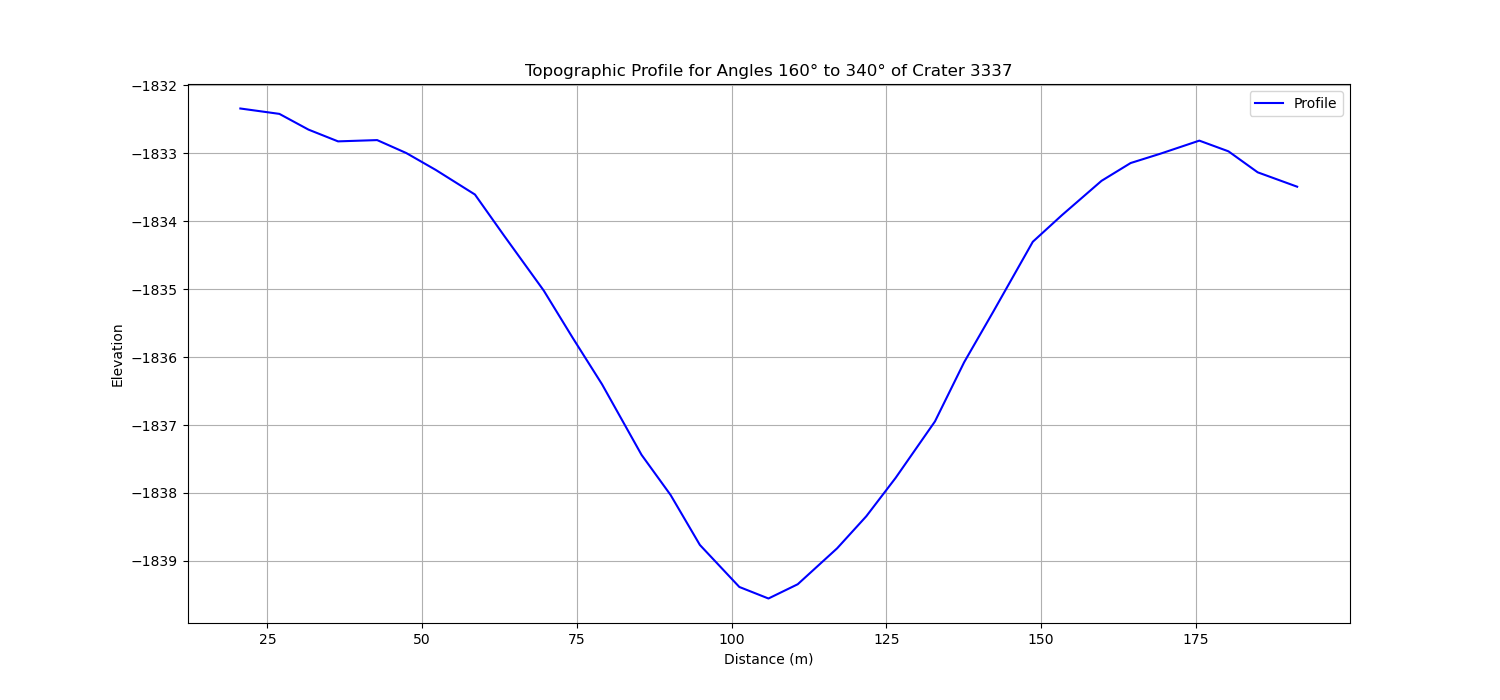 Topographic Profile for Angles 160° to 340° of Crater 3337
Profile
−1832
−1833
−1834
−1835
−1836
−1837
−1838
−1839
Elevation
25 50 75 100 125 150 175
Distance (m)